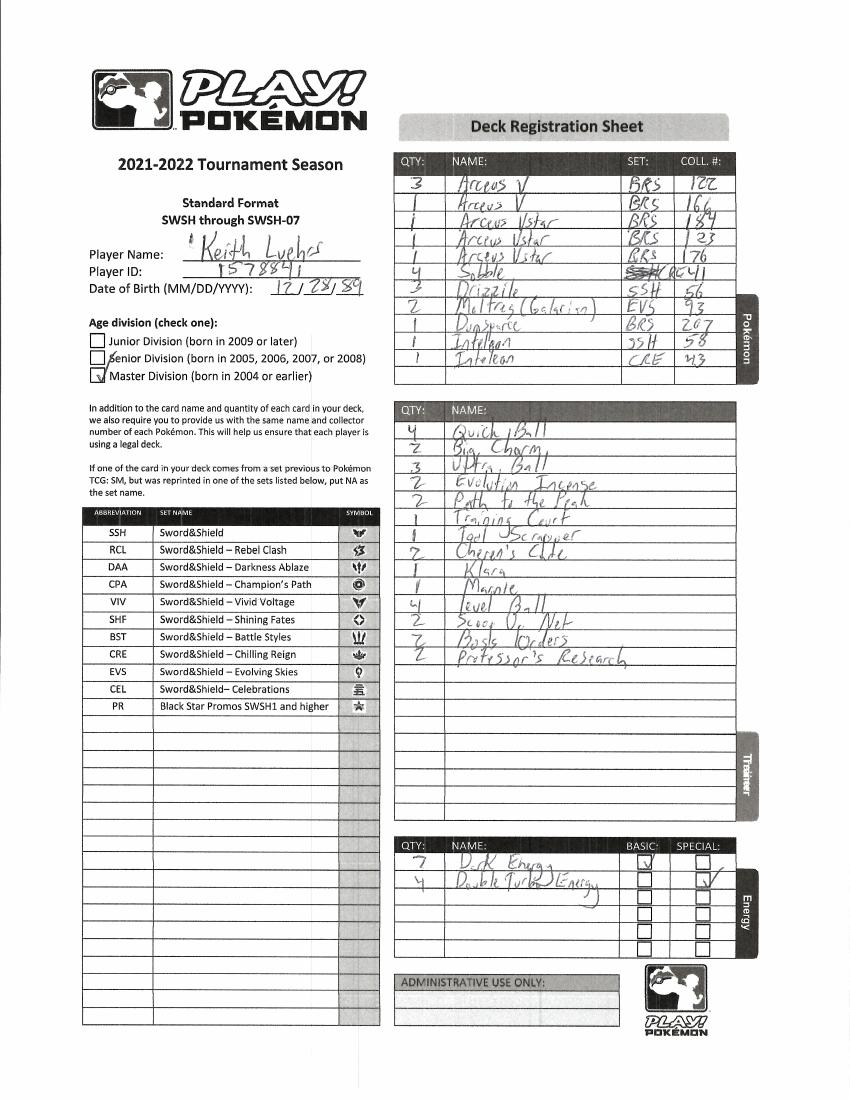 PLAY!
POKÉMON
2021-2022 Tournament Season
Standard Format
SWSH through SWSH-07
Player Name: Keith Luehrs
Player ID: 1578841
Date of Birth (MM/DD/YYYY): 12/28/89
Age division (check one):
Junior Division (born in 2009 or later)
Senior Division (born in 2005, 2006, 2007, or 2008)
Master Division (born in 2004 or earlier)
In addition to the card name and quantity of each card in your deck,
we also require you to provide us with the same name and collector
number of each Pokémon. This will help us ensure that each player is
using a legal deck.
If one of the card in your deck comes from a set previous to Pokémon
TCG: SM, but was reprinted in one of the sets listed below, put NA as
the set name.
ABBREVIATION SET NAME SYMBOL
SSH Sword&Shield
RCL Sword&Shield – Rebel Clash
DAA Sword&Shield – Darkness Ablaze
CPA Sword&Shield – Champion's Path
VIV Sword&Shield – Vivid Voltage
SHF Sword&Shield – Shining Fates
BST Sword&Shield – Battle Styles
CRE Sword&Shield – Chilling Reign
EVS Sword&Shield – Evolving Skies
CEL Sword&Shield– Celebrations
PR Black Star Promos SWSH1 and higher
Deck Registration Sheet
QTY: NAME: SET: COLL. #:
3 Arceus V BRS 122
1 Arceus V BRS 166
1 Arceus Vstar BRS 184
1 Arceus Vstar BRS 123
1 Arceus Vstar BRS 176
4 Sobble CRE 41
3 Drizzile SSH 56
2 Moltres (Galarian) EVS 93
1 Dunsparce BRS 207
1 Inteleon SSH 58
1 Inteleon CRE 43
Pokémon
QTY: NAME:
4 Quick Ball
2 Big Charm
3 Ultra Ball
2 Evolution Incense
2 Path to the Peak
1 Training Court
1 Tool Scrapper
2 Cheren's Care
1 Klara
1 Marnie
4 Level Ball
2 Scoop Up Net
2 Boss's Orders
2 Professor's Research
Trainer
QTY: NAME: BASIC: SPECIAL:
7 Dark Energy
4 Double Turbo Energy
Energy
ADMINISTRATIVE USE ONLY:
PLAY!
POKÉMON